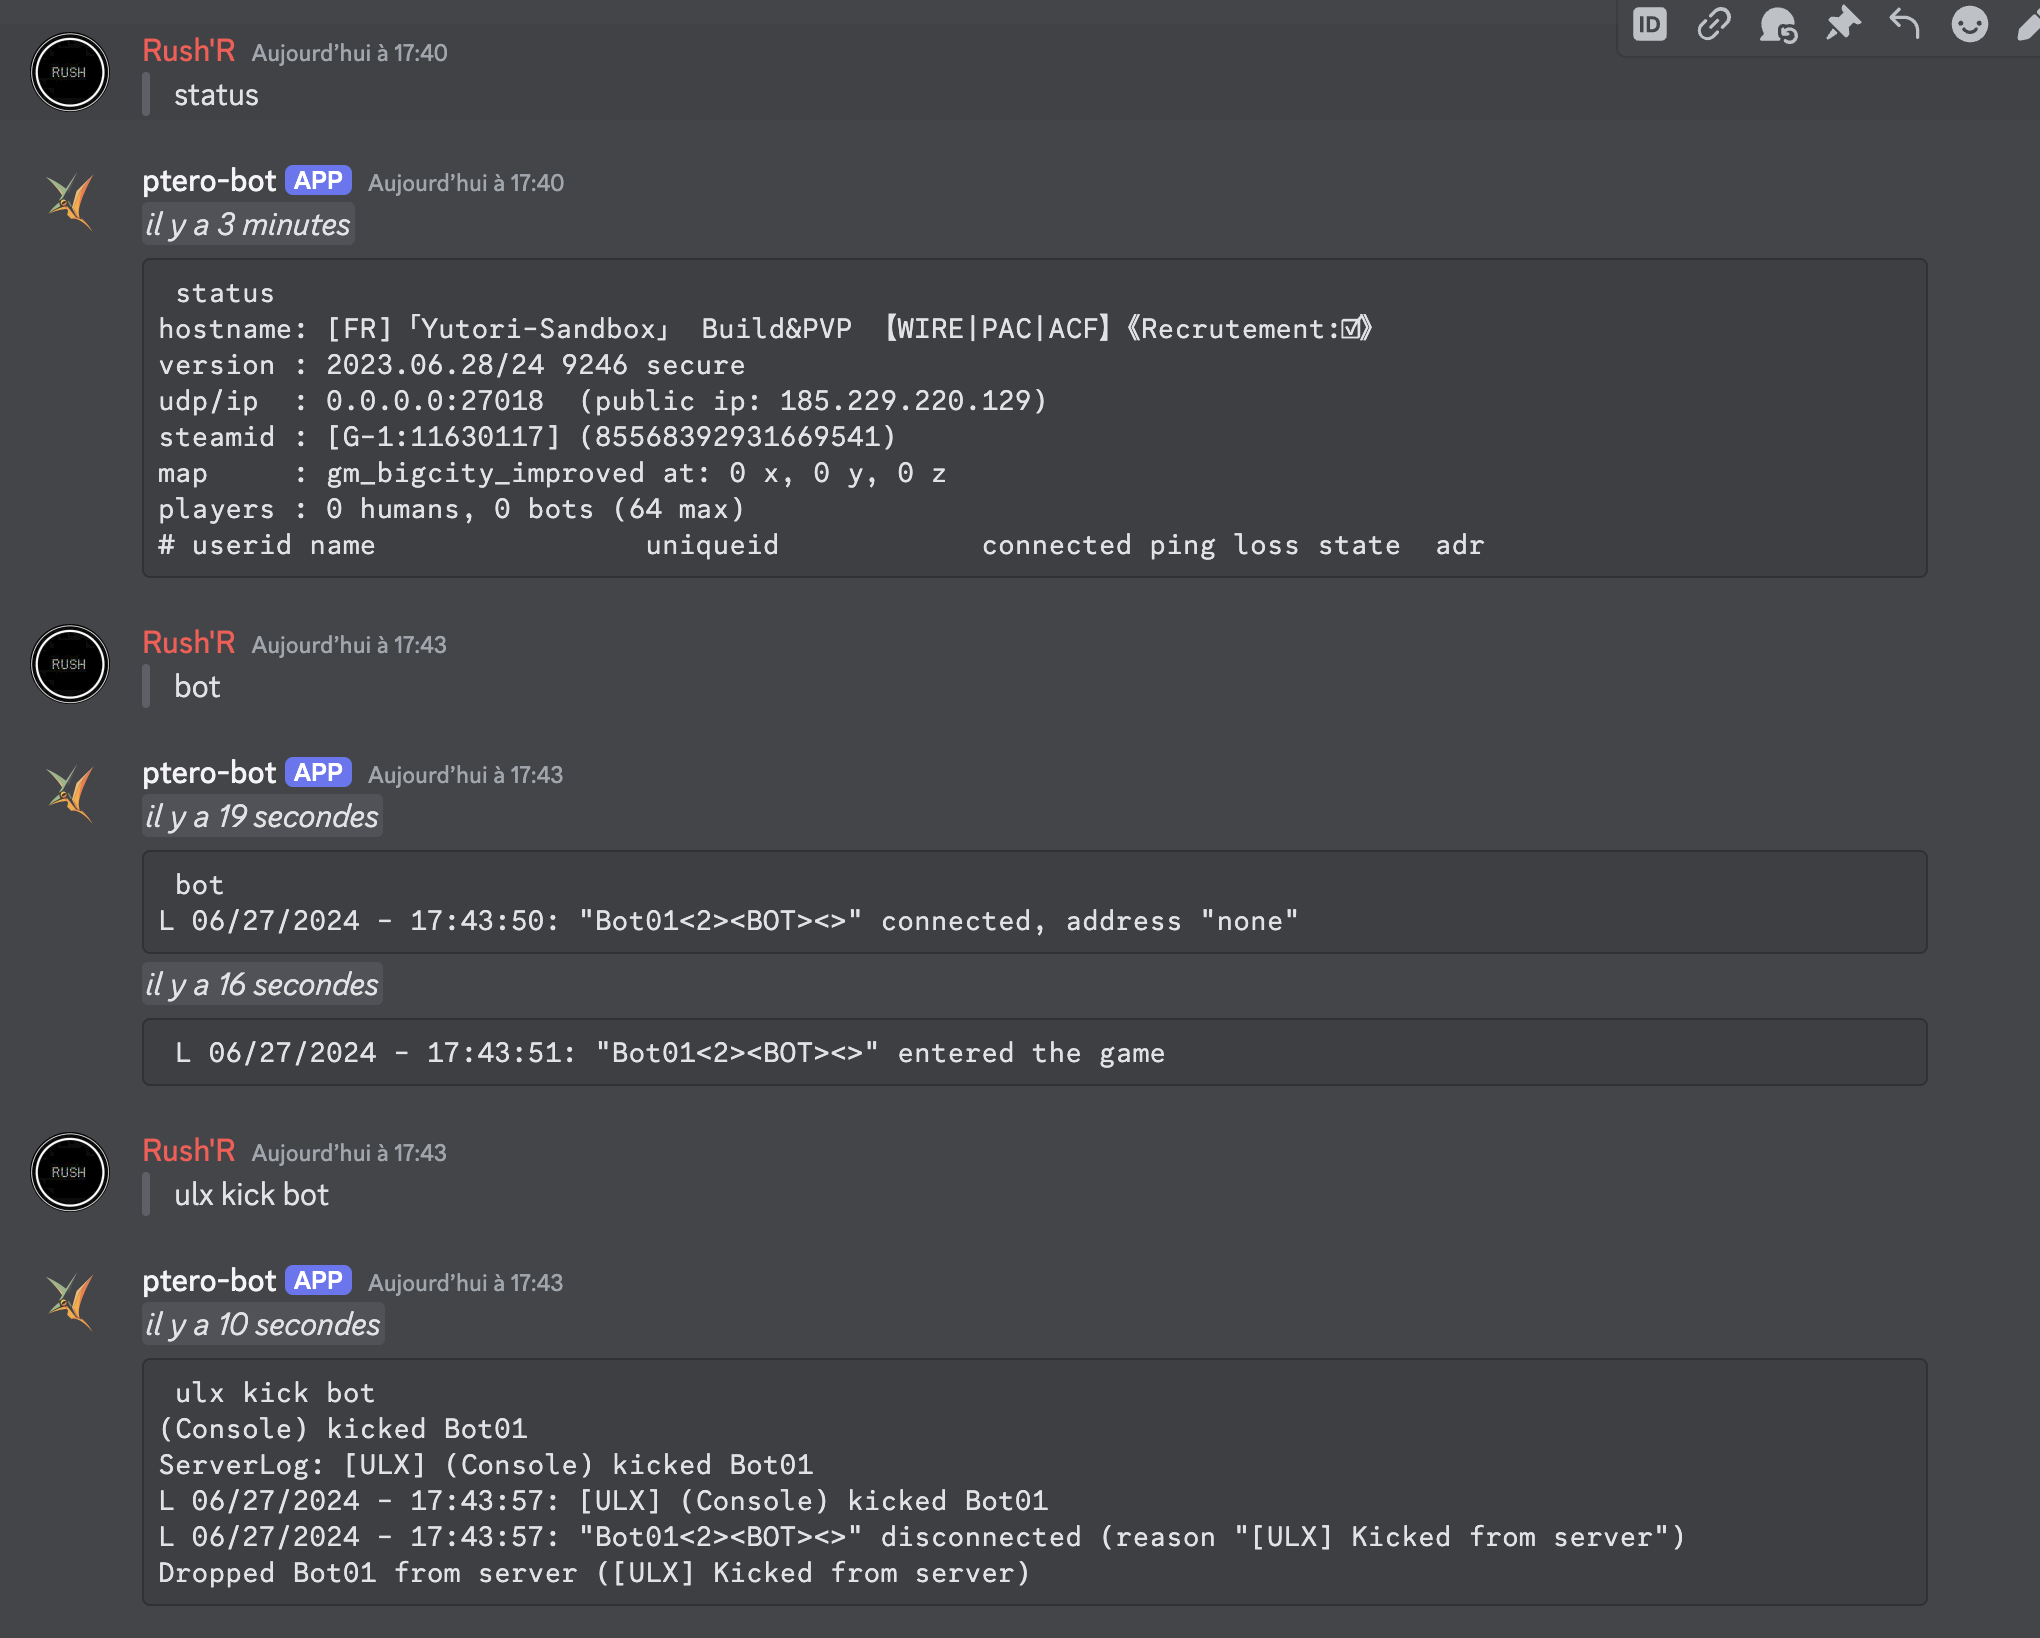 ID
RUSH
Rush'R Aujourd’hui à 17:40
status
ptero-bot APP Aujourd’hui à 17:40
il y a 3 minutes
status
hostname: [FR]「Yutori-Sandbox」 Build&PVP 【WIRE|PAC|ACF】《Recrutement:☑》
version : 2023.06.28/24 9246 secure
udp/ip  : 0.0.0.0:27018  (public ip: 185.229.220.129)
steamid : [G-1:11630117] (85568392931669541)
map     : gm_bigcity_improved at: 0 x, 0 y, 0 z
players : 0 humans, 0 bots (64 max)
# userid name                uniqueid            connected ping loss state  adr
RUSH
Rush'R Aujourd’hui à 17:43
bot
ptero-bot APP Aujourd’hui à 17:43
il y a 19 secondes
bot
L 06/27/2024 - 17:43:50: "Bot01<2><BOT><>" connected, address "none"
il y a 16 secondes
L 06/27/2024 - 17:43:51: "Bot01<2><BOT><>" entered the game
RUSH
Rush'R Aujourd’hui à 17:43
ulx kick bot
ptero-bot APP Aujourd’hui à 17:43
il y a 10 secondes
ulx kick bot
(Console) kicked Bot01
ServerLog: [ULX] (Console) kicked Bot01
L 06/27/2024 - 17:43:57: [ULX] (Console) kicked Bot01
L 06/27/2024 - 17:43:57: "Bot01<2><BOT><>" disconnected (reason "[ULX] Kicked from server")
Dropped Bot01 from server ([ULX] Kicked from server)